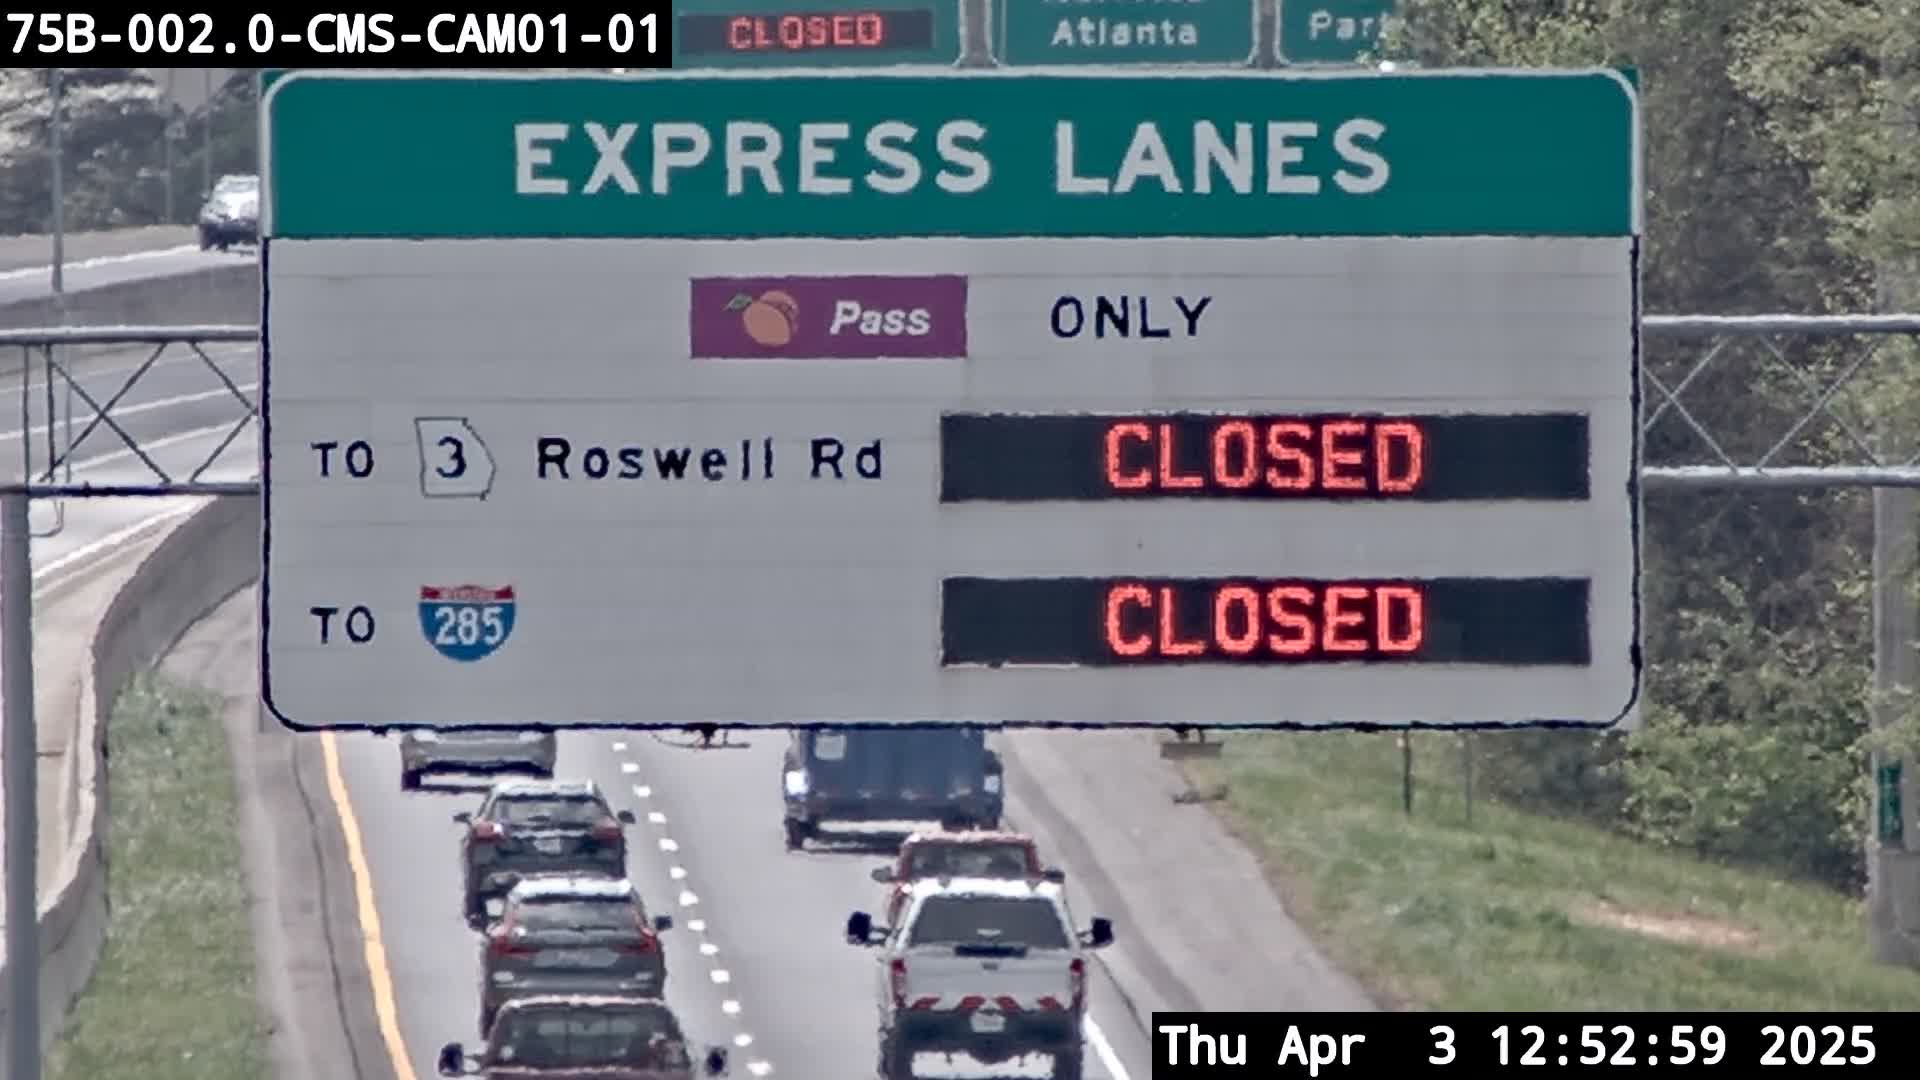 75B-002.0-CMS-CAM01-01
CLOSED
Atlanta
Park
EXPRESS LANES
Pass ONLY
TO 3 Roswell Rd CLOSED
TO 285 CLOSED
Thu Apr 3 12:52:59 2025